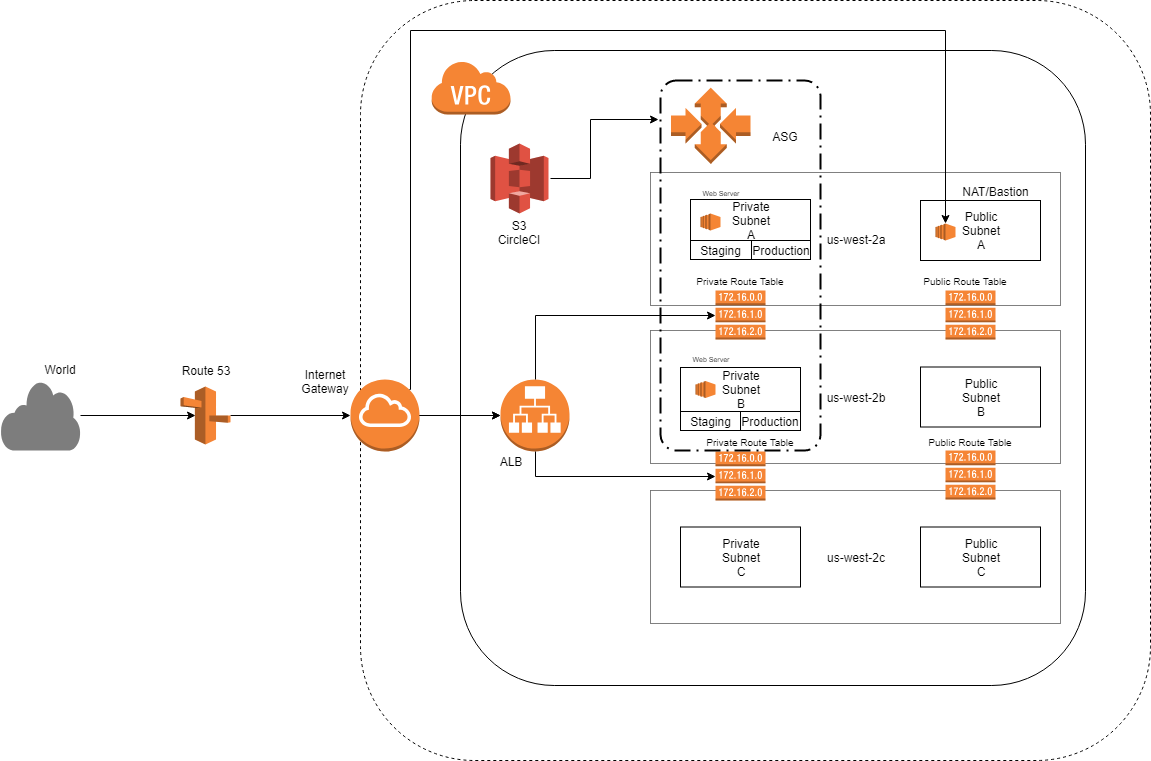 VPC
ASG
S3
CircleCI
Web Server
Private
Subnet
A
Staging
Production
us-west-2a
NAT/Bastion
Public
Subnet
A
Private Route Table
172.16.0.0
172.16.1.0
172.16.2.0
Public Route Table
172.16.0.0
172.16.1.0
172.16.2.0
World
Route 53
Internet
Gateway
ALB
Web Server
Private
Subnet
B
Staging
Production
us-west-2b
Public
Subnet
B
Private Route Table
172.16.0.0
172.16.1.0
172.16.2.0
Public Route Table
172.16.0.0
172.16.1.0
172.16.2.0
Private
Subnet
C
us-west-2c
Public
Subnet
C